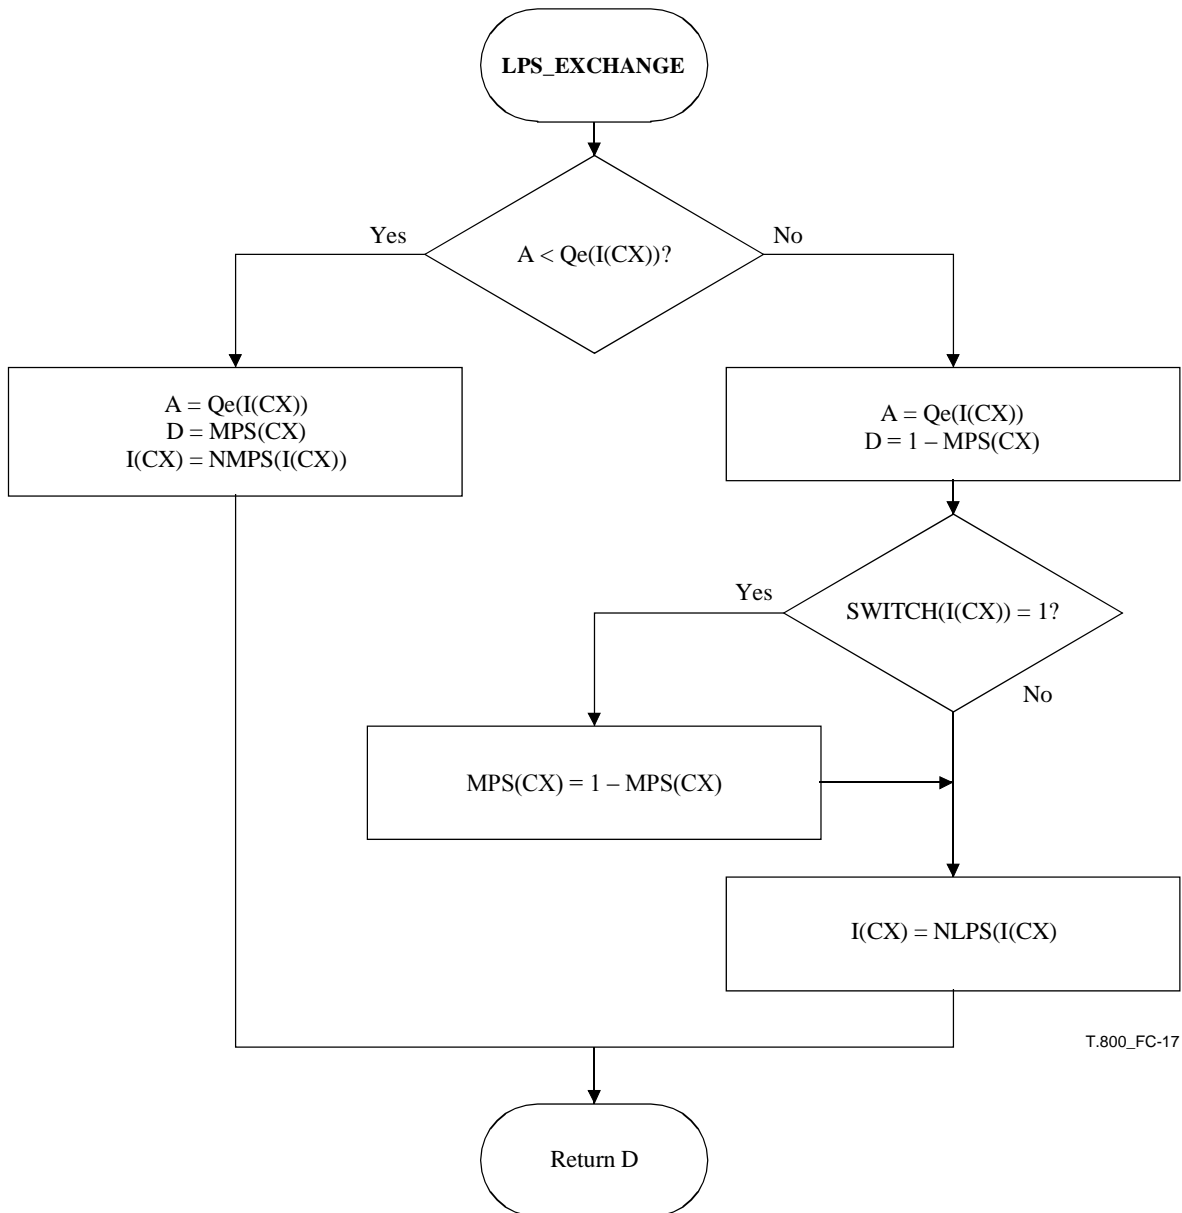 LPS_EXCHANGE
A < Qe(I(CX))?
Yes
No
A = Qe(I(CX))
D = MPS(CX)
I(CX) = NMPS(I(CX))
A = Qe(I(CX))
D = 1 – MPS(CX)
SWITCH(I(CX)) = 1?
Yes
No
MPS(CX) = 1 – MPS(CX)
I(CX) = NLPS(I(CX)
T.800_FC-17
Return D